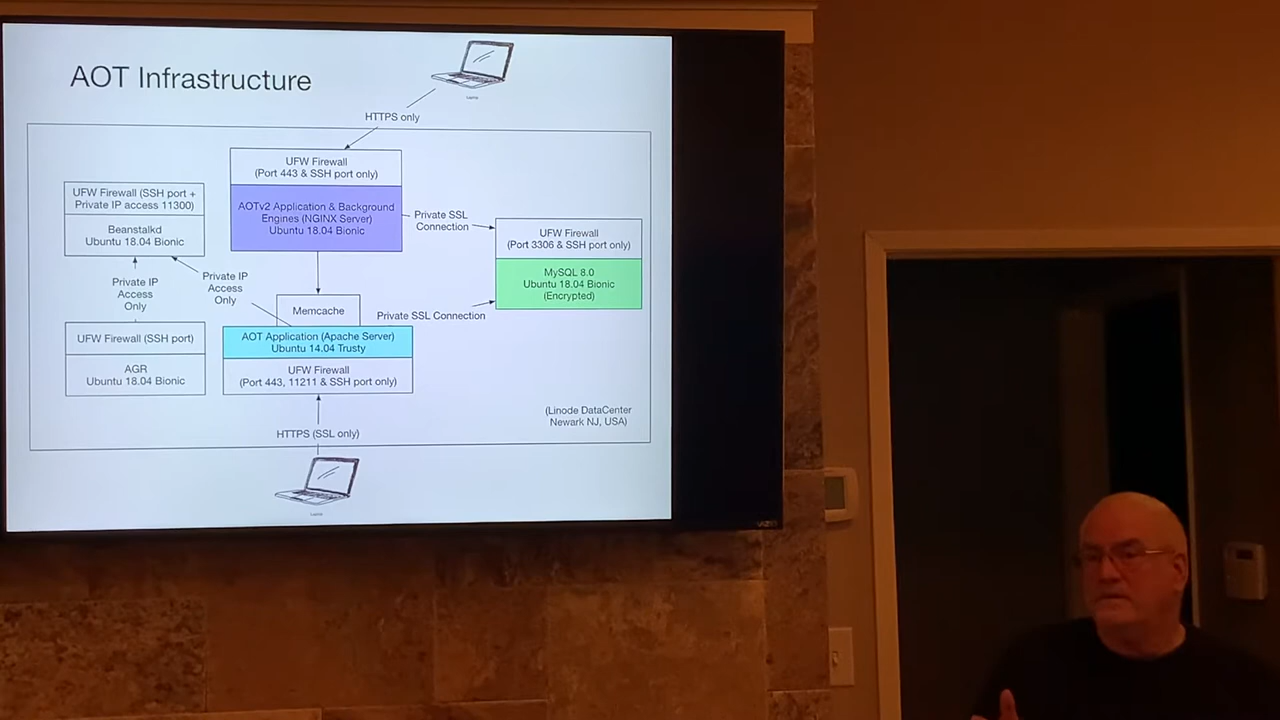 AOT Infrastructure
HTTPS only
UFW Firewall
(Port 443 & SSH port only)
AOTv2 Application & Background
Engines (NGINX Server)
Ubuntu 18.04 Bionic
UFW Firewall (SSH port +
Private IP access 11300)
Beanstalkd
Ubuntu 18.04 Bionic
Private SSL
Connection
UFW Firewall
(Port 3306 & SSH port only)
MySQL 8.0
Ubuntu 18.04 Bionic
(Encrypted)
Private IP
Access
Only
Private IP
Access
Only
Memcache
Private SSL Connection
UFW Firewall (SSH port)
AGR
Ubuntu 18.04 Bionic
AOT Application (Apache Server)
Ubuntu 14.04 Trusty
UFW Firewall
(Port 443, 11211 & SSH port only)
(Linode DataCenter
Newark NJ, USA)
HTTPS (SSL only)
VIZIO